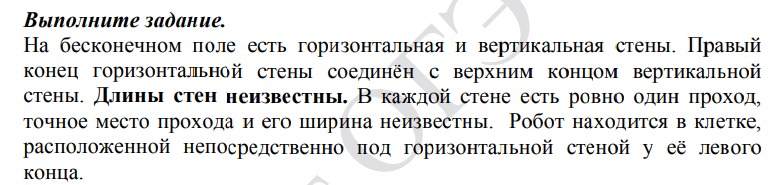 Выполните задание.
На бесконечном поле есть горизонтальная и вертикальная стены. Правый
конец горизонтальной стены соединён с верхним концом вертикальной
стены. Длины стен неизвестны. В каждой стене есть ровно один проход,
точное место прохода и его ширина неизвестны. Робот находится в клетке,
расположенной непосредственно под горизонтальной стеной у её левого
конца.
ОГЭ